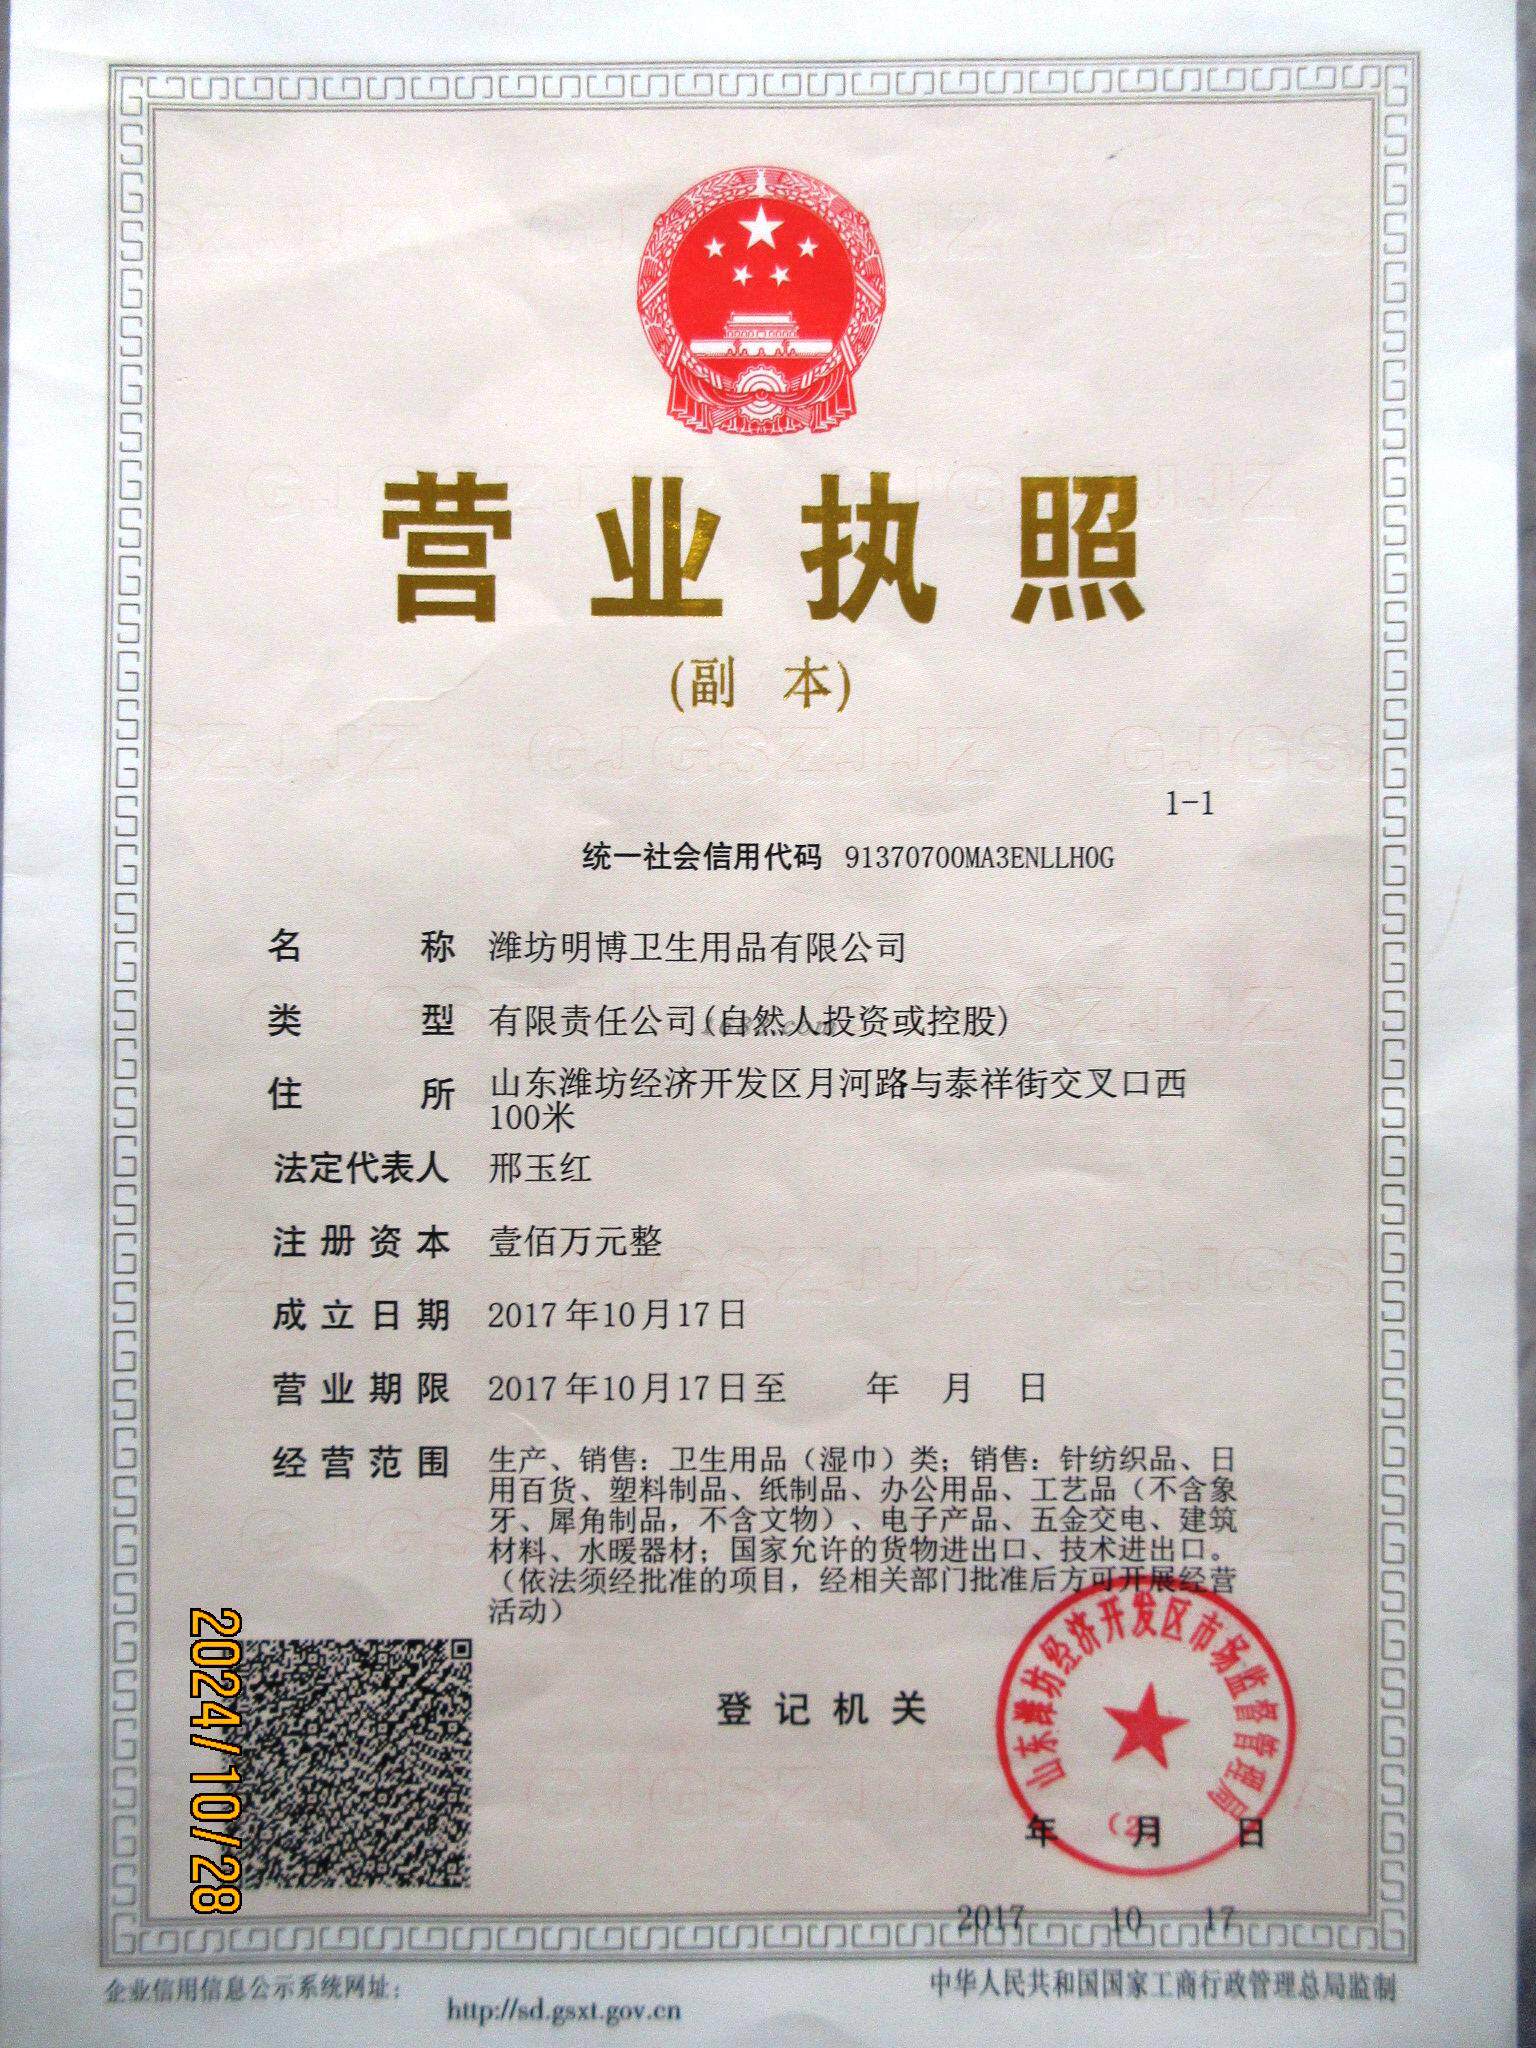 营业执照
(副 本)
1-1
统一社会信用代码 91370700MA3ENLLH0G
名 称 潍坊明博卫生用品有限公司
类 型 有限责任公司(自然人投资或控股)
住 所 山东潍坊经济开发区月河路与泰祥街交叉口西
100米
法定代表人 邢玉红
注册资本 壹佰万元整
成立日期 2017年10月17日
营业期限 2017年10月17日至 年 月 日
经营范围 生产、销售：卫生用品（湿巾）类；销售：针纺织品、日
用百货、塑料制品、纸制品、办公用品、工艺品（不含象
牙、犀角制品，不含文物）、电子产品、五金交电、建筑
材料、水暖器材；国家允许的货物进出口、技术进出口。
（依法须经批准的项目，经相关部门批准后方可开展经营
活动）
登记机关
山东潍坊经济开发区市场监督管理局
年 月 日
2017 10 17
2024/10/28
企业信用信息公示系统网址：
http://sd.gsxt.gov.cn
中华人民共和国国家工商行政管理总局监制